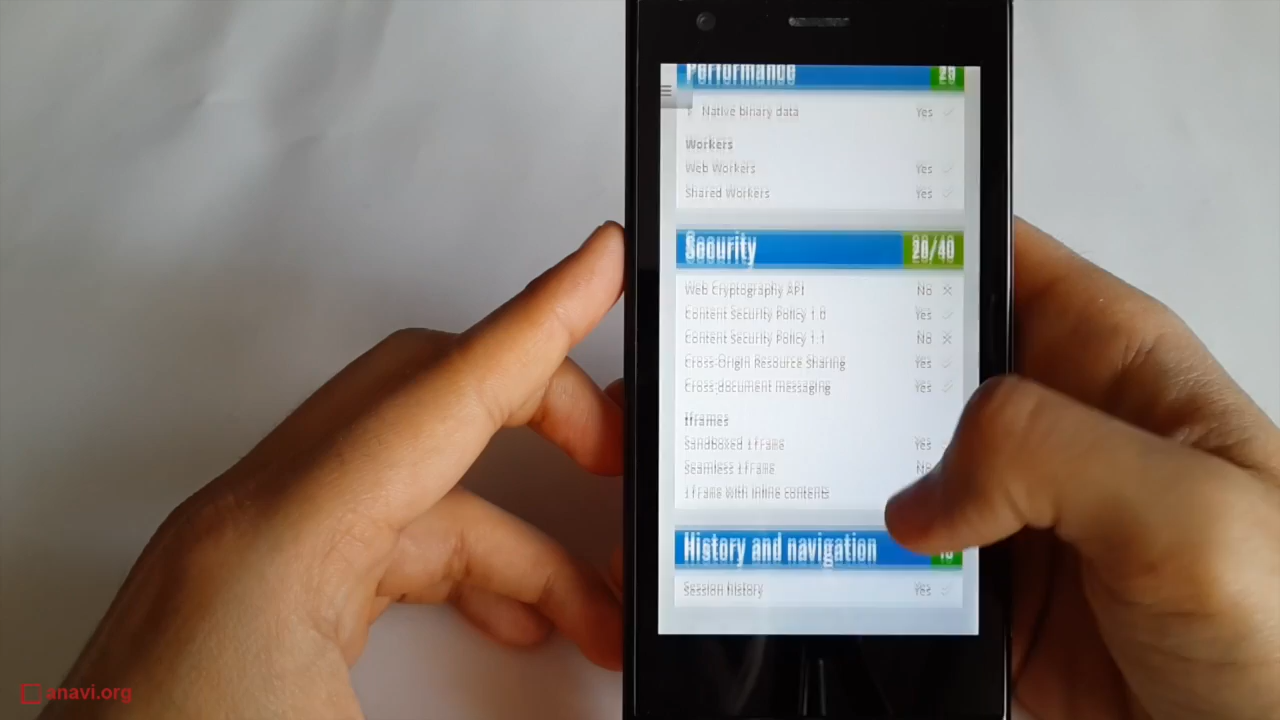 Performance
Native binary data Yes
Workers
Web Workers Yes
Shared Workers Yes
Security 20/40
Web Cryptography API No
Content Security Policy 1.0 Yes
Content Security Policy 1.1 No
Cross-Origin Resource Sharing Yes
Cross-document messaging Yes
Iframes
Sandboxed iframe Yes
Seamless iframe No
iframe with inline contents
History and navigation 10
Session history Yes
anavi.org